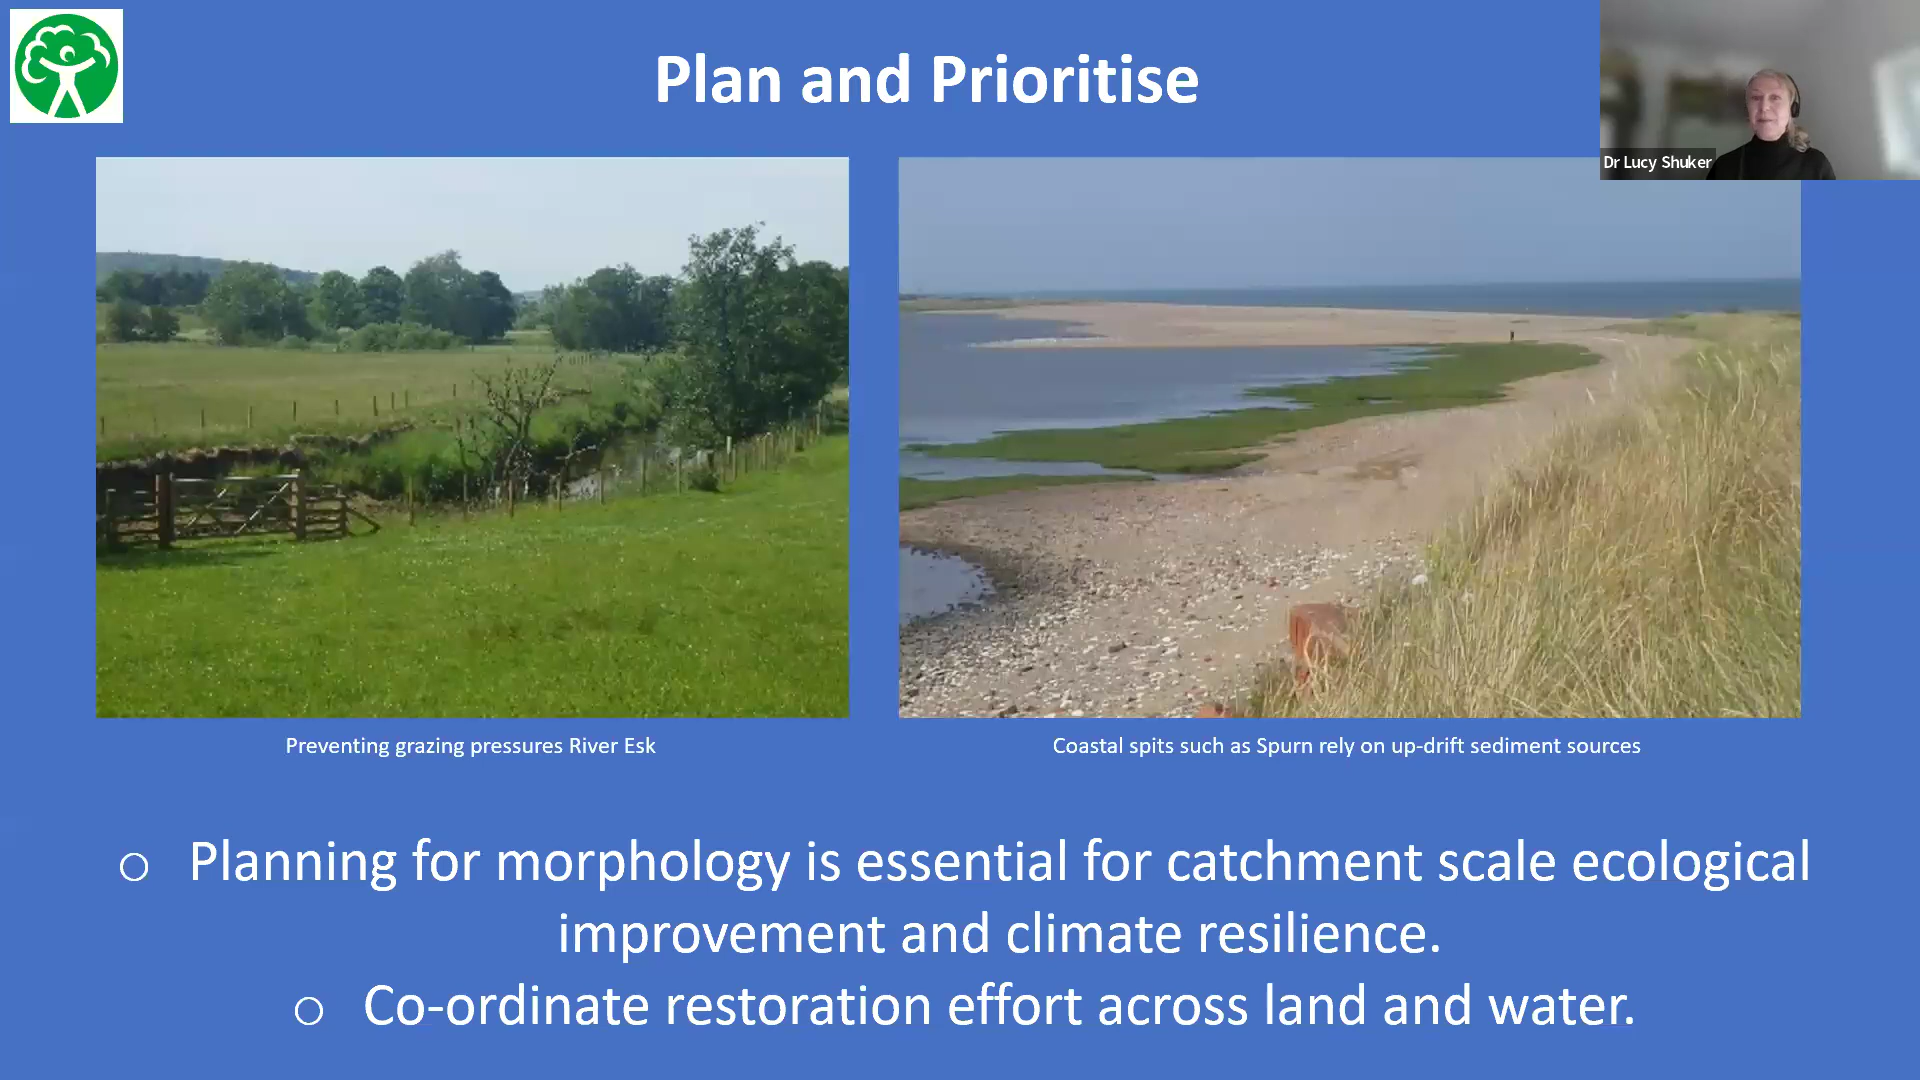 Plan and Prioritise
Dr Lucy Shuker
Preventing grazing pressures River Esk
Coastal spits such as Spurn rely on up-drift sediment sources
Planning for morphology is essential for catchment scale ecological
improvement and climate resilience.
Co-ordinate restoration effort across land and water.